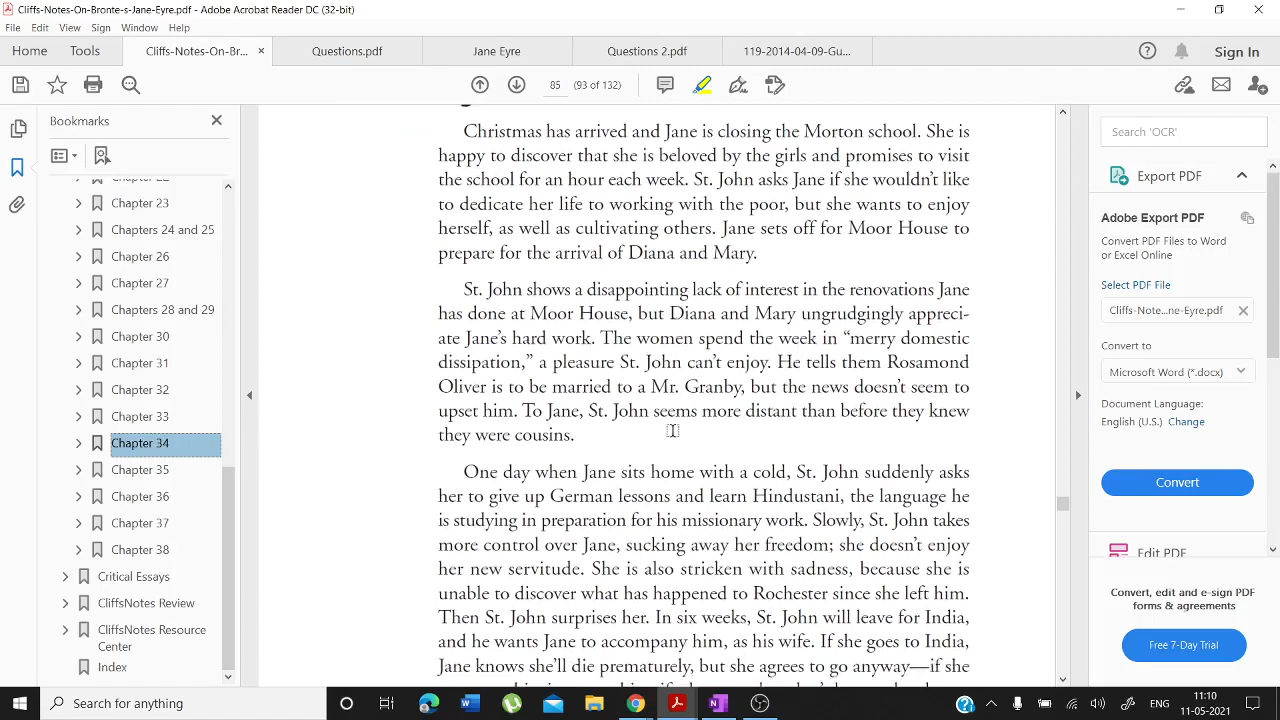 Cliffs-Notes-On-Bronte-s-Jane-Eyre.pdf - Adobe Acrobat Reader DC (32-bit)
File Edit View Sign Window Help
Home Tools Cliffs-Notes-On-Br... Questions.pdf Jane Eyre Questions 2.pdf 119-2014-04-09-Gu... Sign In
85 (93 of 132)
Bookmarks
Chapter 23
Chapters 24 and 25
Chapter 26
Chapter 27
Chapters 28 and 29
Chapter 30
Chapter 31
Chapter 32
Chapter 33
Chapter 34
Chapter 35
Chapter 36
Chapter 37
Chapter 38
Critical Essays
CliffsNotes Review
CliffsNotes Resource
Center
Index
Christmas has arrived and Jane is closing the Morton school. She is
happy to discover that she is beloved by the girls and promises to visit
the school for an hour each week. St. John asks Jane if she wouldn't like
to dedicate her life to working with the poor, but she wants to enjoy
herself, as well as cultivating others. Jane sets off for Moor House to
prepare for the arrival of Diana and Mary.
St. John shows a disappointing lack of interest in the renovations Jane
has done at Moor House, but Diana and Mary ungrudgingly appreci-
ate Jane's hard work. The women spend the week in “merry domestic
dissipation,” a pleasure St. John can't enjoy. He tells them Rosamond
Oliver is to be married to a Mr. Granby, but the news doesn't seem to
upset him. To Jane, St. John seems more distant than before they knew
they were cousins.
One day when Jane sits home with a cold, St. John suddenly asks
her to give up German lessons and learn Hindustani, the language he
is studying in preparation for his missionary work. Slowly, St. John takes
more control over Jane, sucking away her freedom; she doesn't enjoy
her new servitude. She is also stricken with sadness, because she is
unable to discover what has happened to Rochester since she left him.
Then St. John surprises her. In six weeks, St. John will leave for India,
and he wants Jane to accompany him, as his wife. If she goes to India,
Jane knows she'll die prematurely, but she agrees to go anyway—if she
Search 'OCR'
Export PDF
Adobe Export PDF
Convert PDF Files to Word
or Excel Online
Select PDF File
Cliffs-Note...ne-Eyre.pdf
Convert to
Microsoft Word (*.docx)
Document Language:
English (U.S.) Change
Convert
Edit PDF
Convert, edit and e-sign PDF
forms & agreements
Free 7-Day Trial
Search for anything
ENG
11:10
11-05-2021